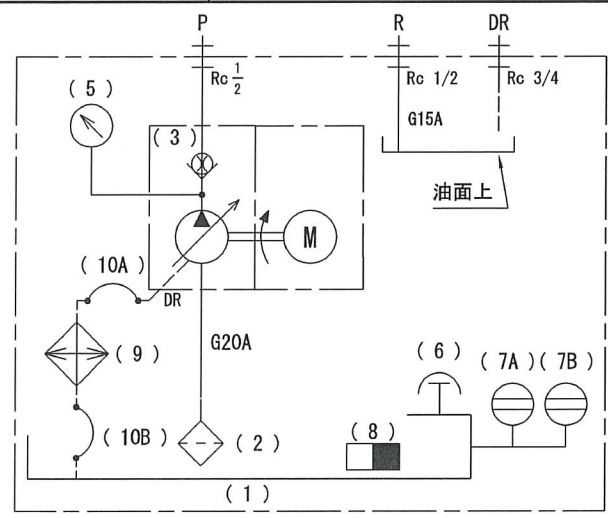 P R DR
Rc 1/2 Rc 1/2 Rc 3/4
( 5 )
G15A
( 3 )
油面上
M
( 10A )
DR
( 9 )
G20A
( 6 )
( 7A ) ( 7B )
( 10B ) ( 2 ) ( 8 )
( 1 )